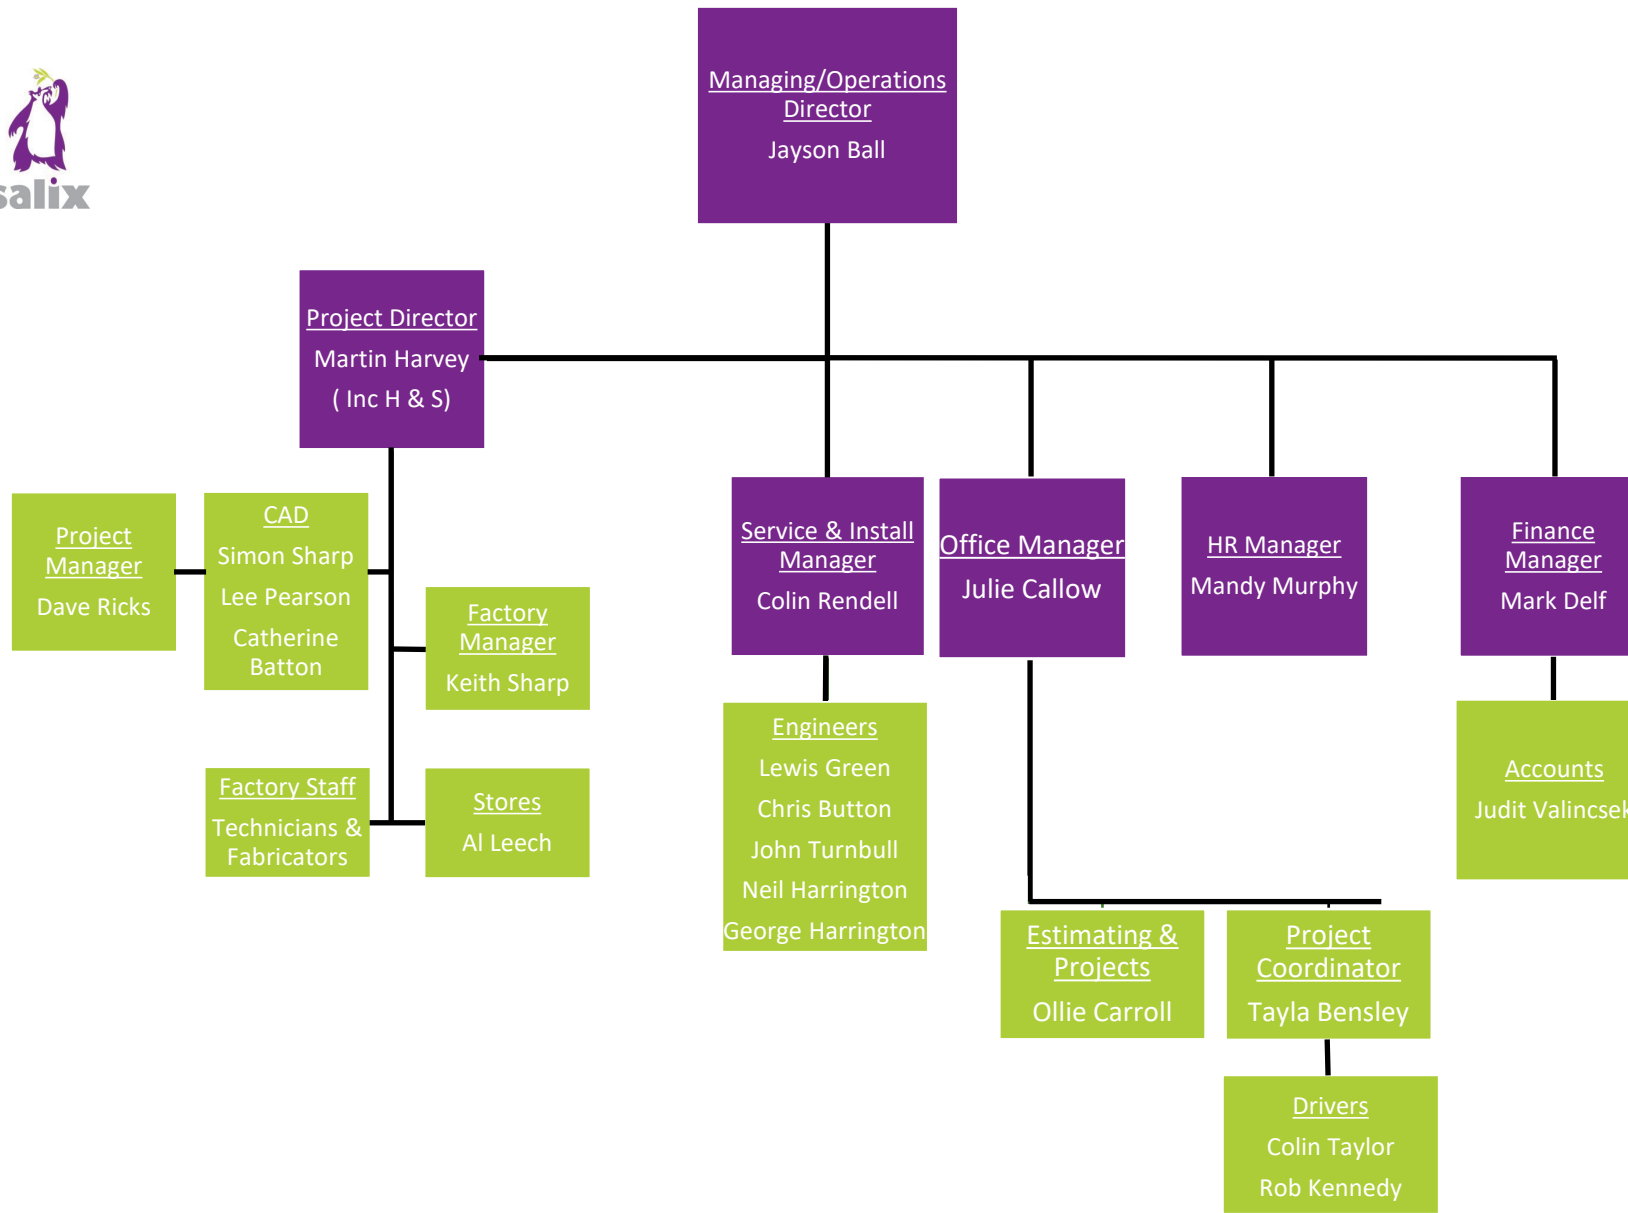 salix
Managing/Operations
Director
Jayson Ball
Project Director
Martin Harvey
( Inc H & S)
Project
Manager
Dave Ricks
CAD
Simon Sharp
Lee Pearson
Catherine
Batton
Factory
Manager
Keith Sharp
Factory Staff
Technicians &
Fabricators
Stores
Al Leech
Service & Install
Manager
Colin Rendell
Engineers
Lewis Green
Chris Button
John Turnbull
Neil Harrington
George Harrington
Office Manager
Julie Callow
Estimating &
Projects
Ollie Carroll
Project
Coordinator
Tayla Bensley
Drivers
Colin Taylor
Rob Kennedy
HR Manager
Mandy Murphy
Finance
Manager
Mark Delf
Accounts
Judit Valincsek